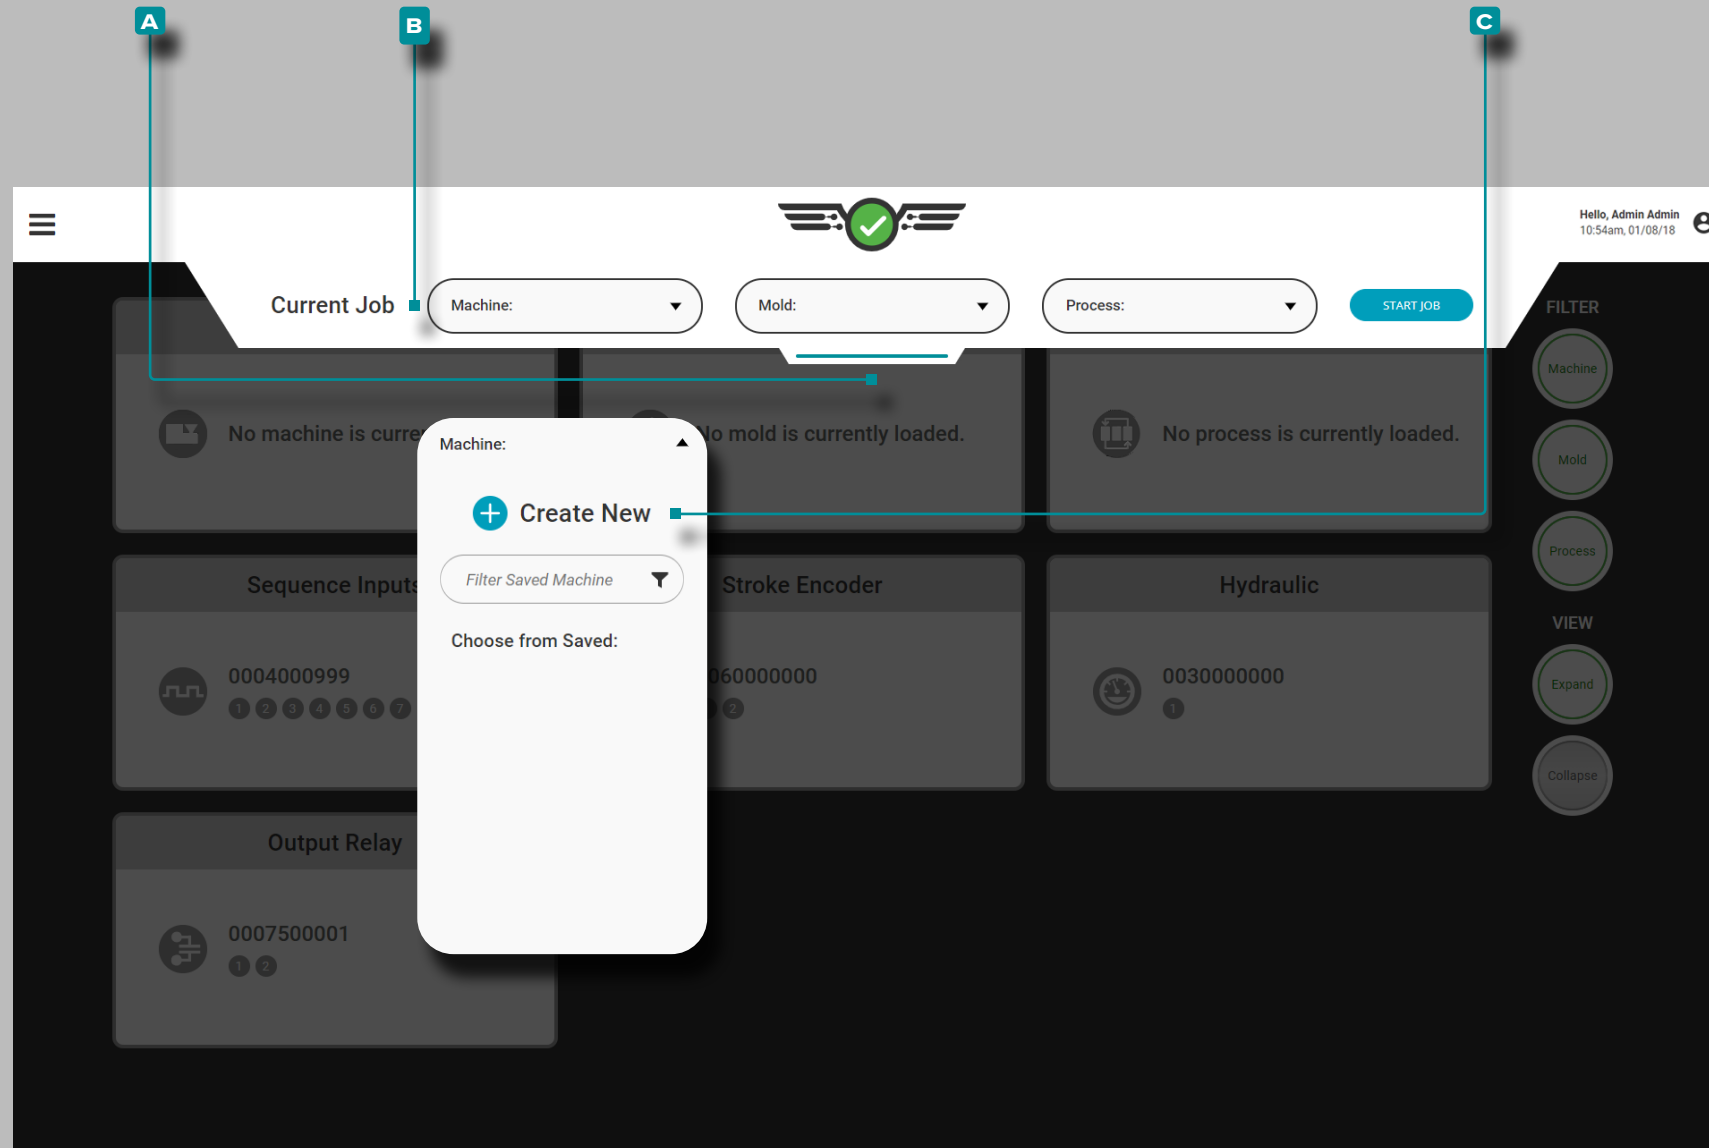 A
B
C
Hello, Admin Admin
10:54am, 01/08/18
Current Job
Machine:
Mold:
Process:
START JOB
FILTER
Machine
Mold
Process
VIEW
Expand
Collapse
No machine is curre
No mold is currently loaded.
No process is currently loaded.
Machine:
Create New
Filter Saved Machine
Choose from Saved:
Sequence Inputs
0004000999
1 2 3 4 5 6 7
Stroke Encoder
060000000
2
Hydraulic
0030000000
1
Output Relay
0007500001
1 2